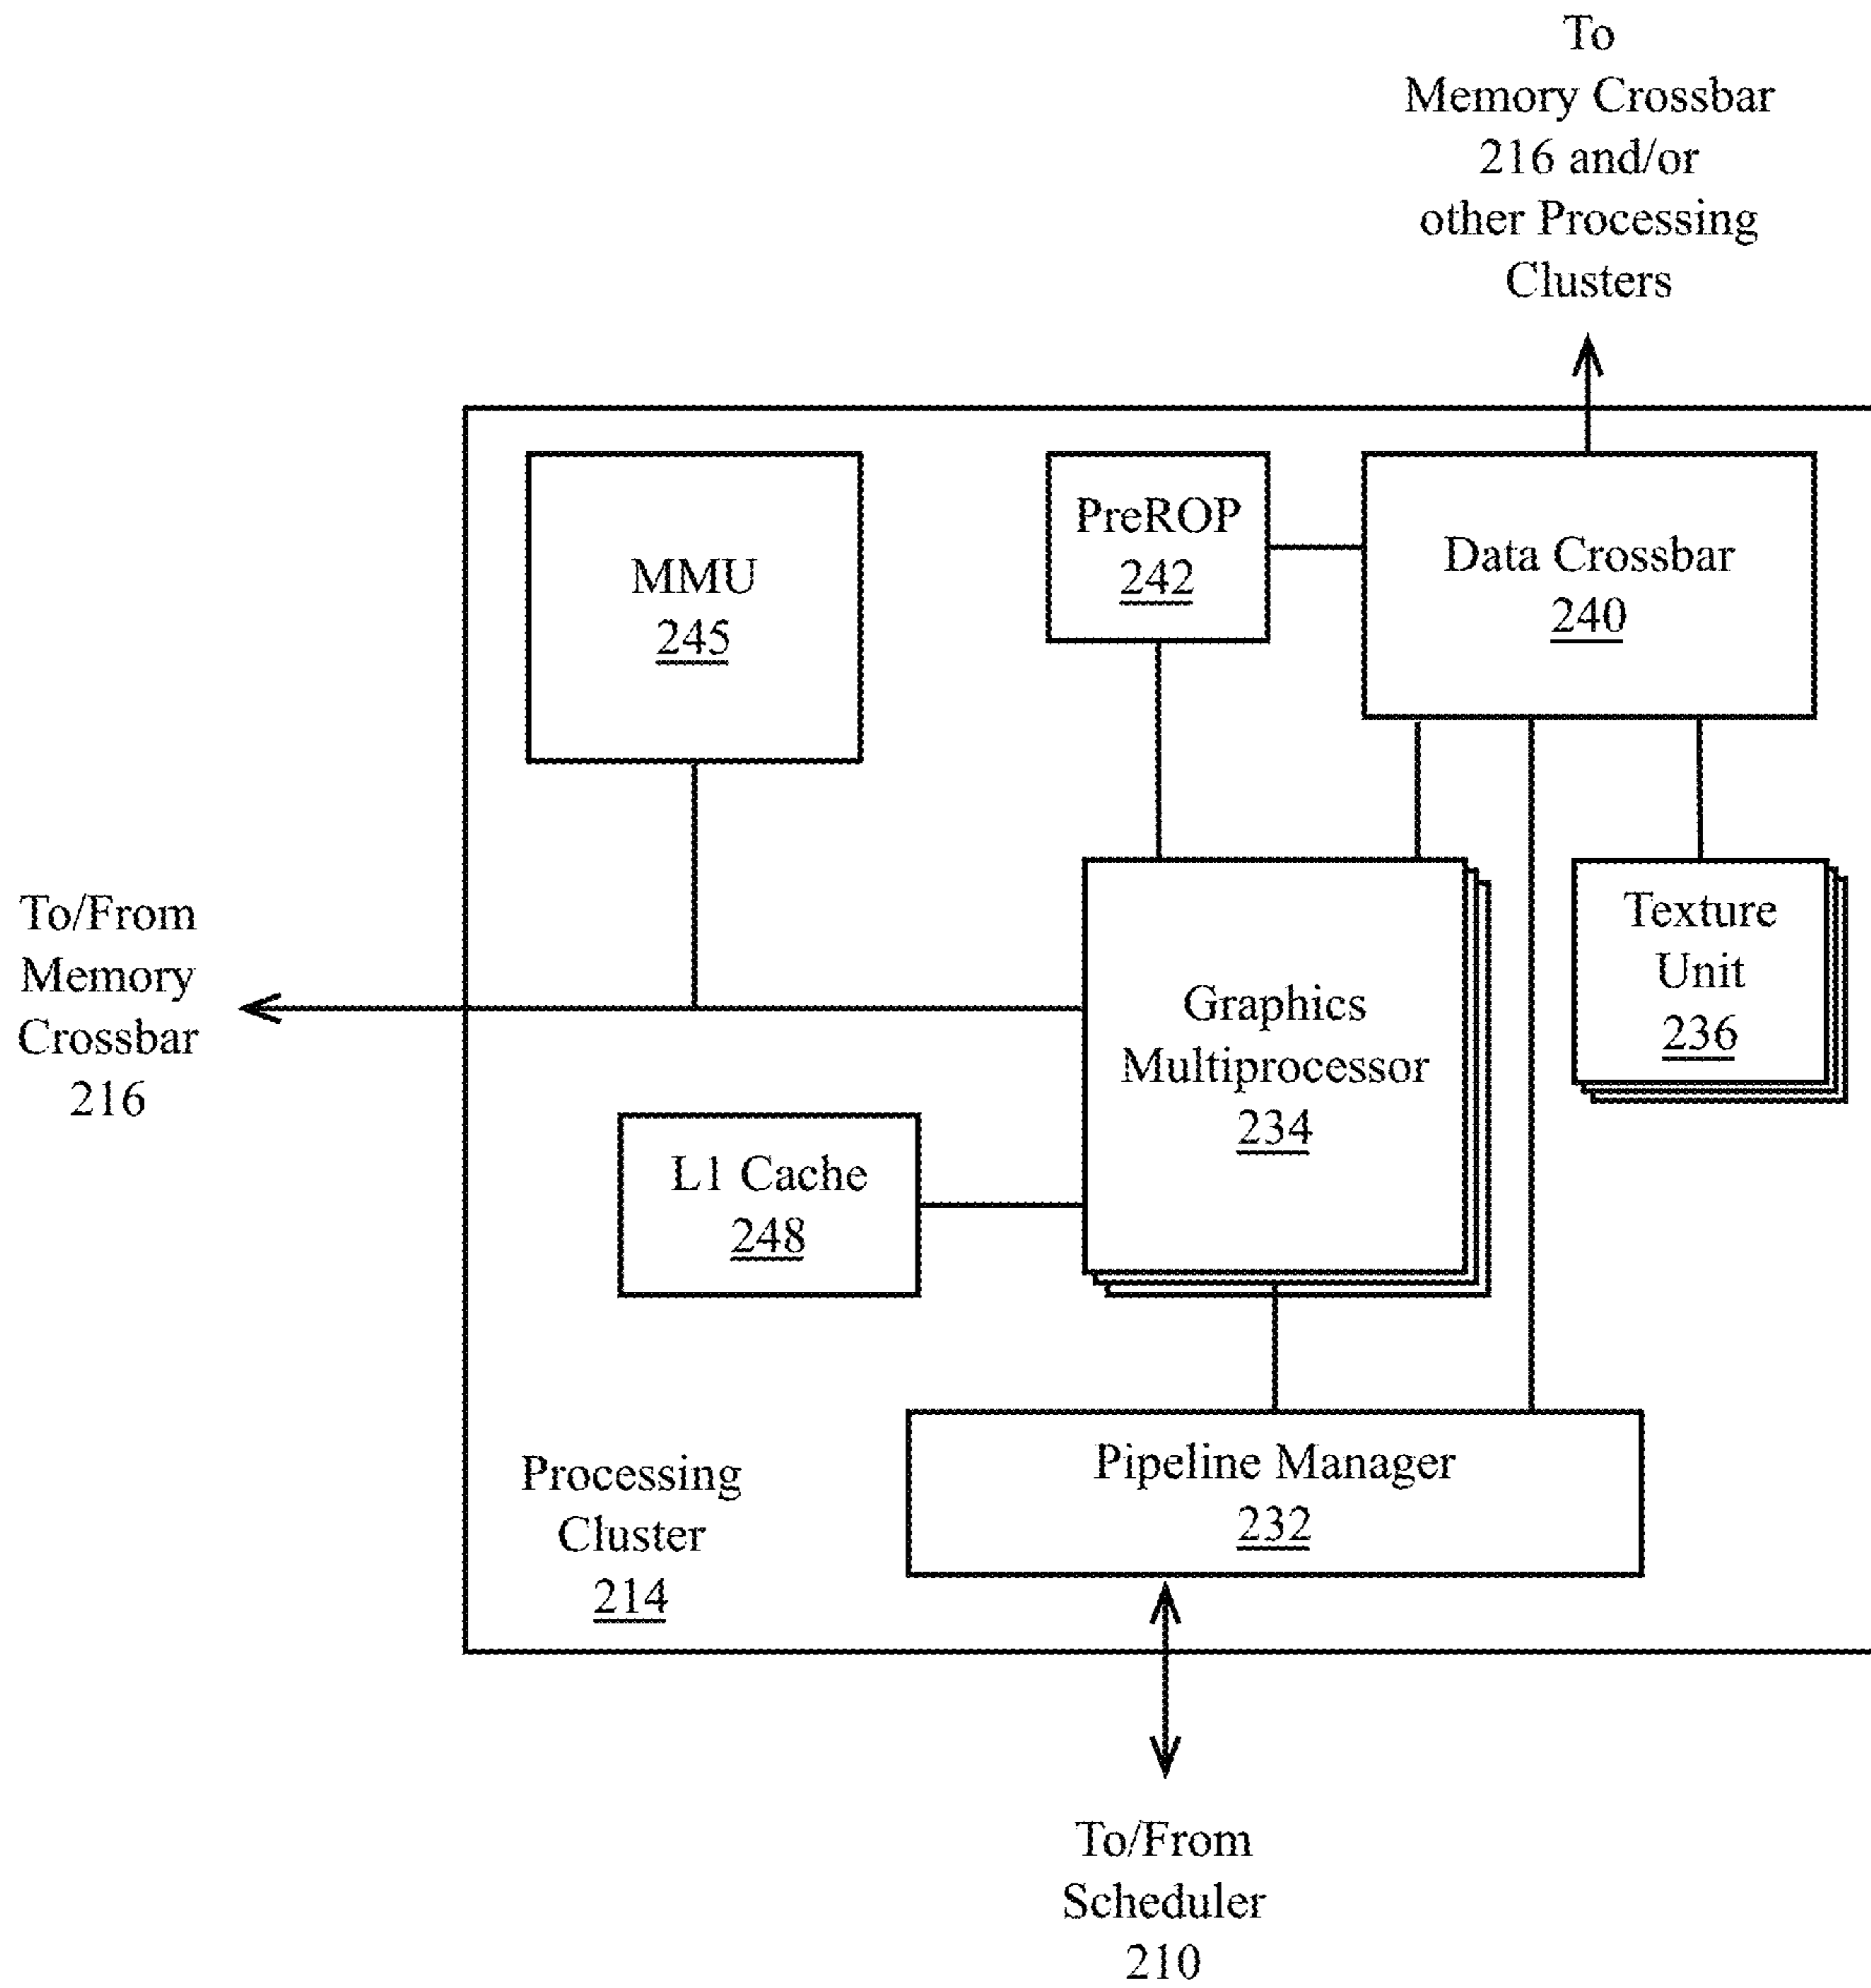 To
Memory Crossbar
216 and/or
other Processing
Clusters
MMU
245
PreROP
242
Data Crossbar
240
To/From
Memory
Crossbar
216
Graphics
Multiprocessor
234
Texture
Unit
236
L1 Cache
248
Processing
Cluster
214
Pipeline Manager
232
To/From
Scheduler
210